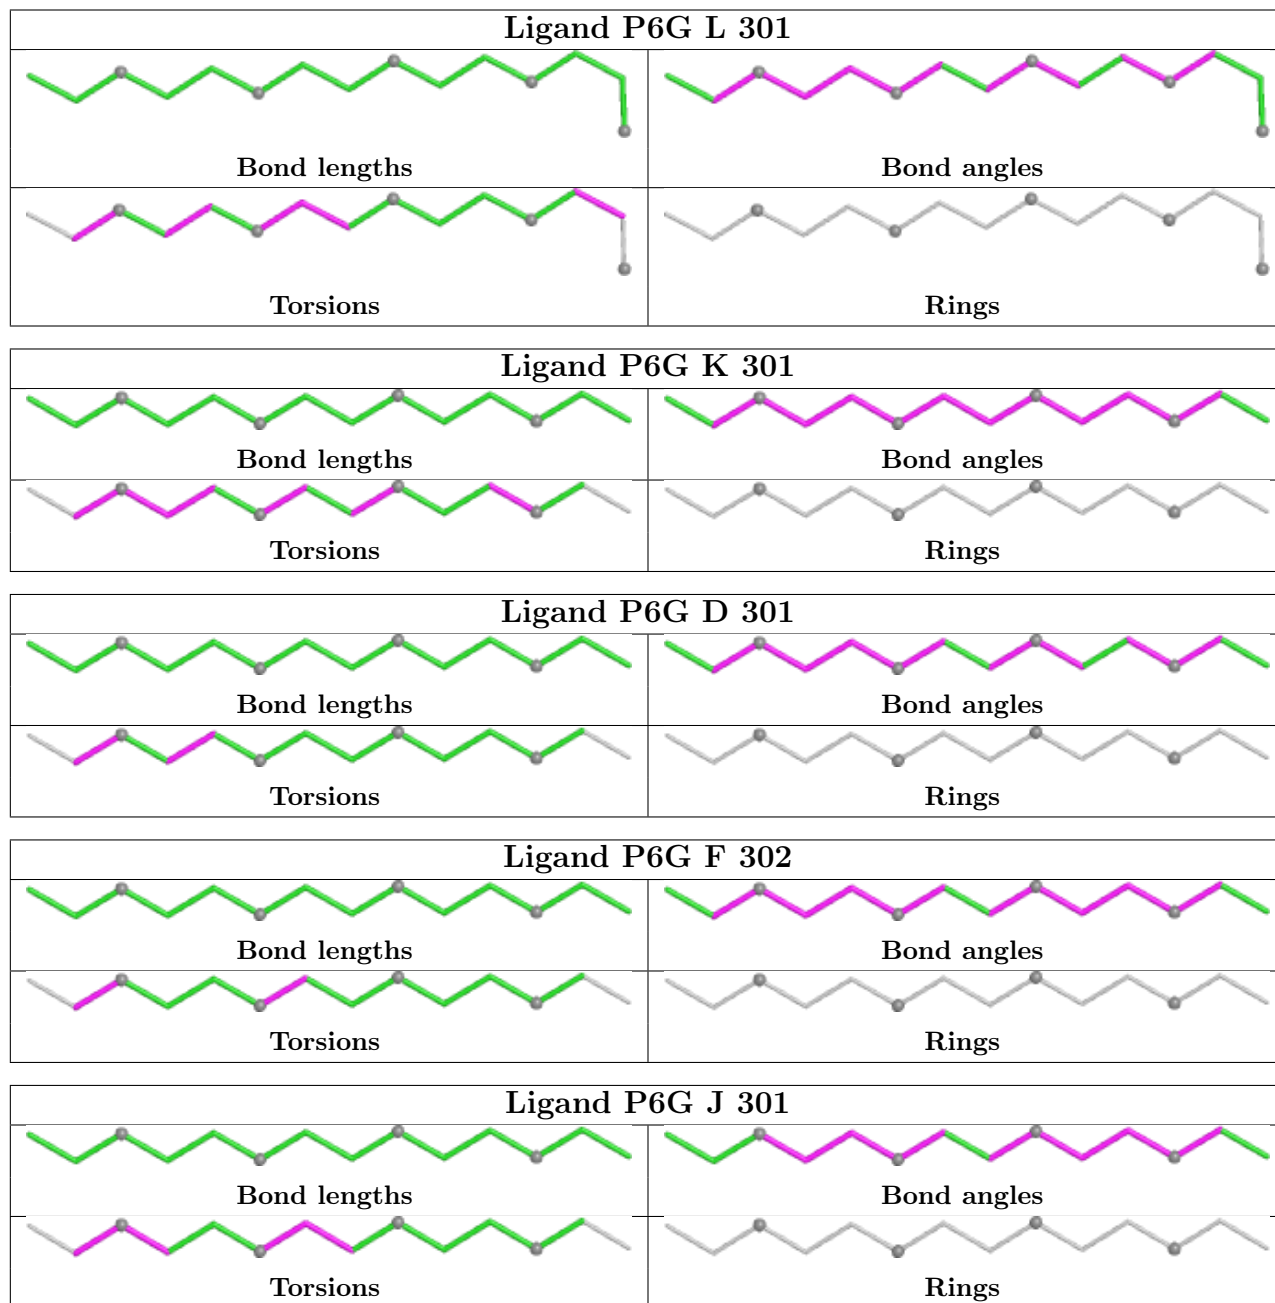 Ligand P6G L 301
Bond lengths
Bond angles
Torsions
Rings
Ligand P6G K 301
Bond lengths
Bond angles
Torsions
Rings
Ligand P6G D 301
Bond lengths
Bond angles
Torsions
Rings
Ligand P6G F 302
Bond lengths
Bond angles
Torsions
Rings
Ligand P6G J 301
Bond lengths
Bond angles
Torsions
Rings